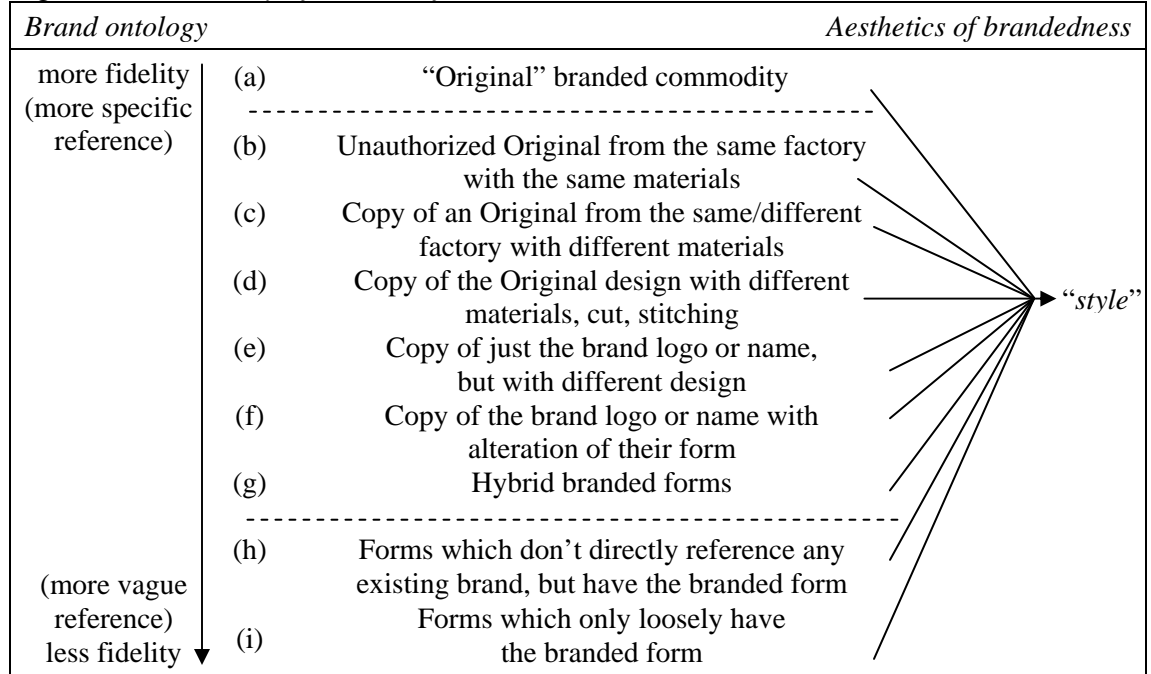 Brand ontology Aesthetics of brandedness
more fidelity
(more specific
reference)
(a) “Original” branded commodity
(b) Unauthorized Original from the same factory
with the same materials
(c) Copy of an Original from the same/different
factory with different materials
(d) Copy of the Original design with different
materials, cut, stitching
“style”
(e) Copy of just the brand logo or name,
but with different design
(f) Copy of the brand logo or name with
alteration of their form
(g) Hybrid branded forms
(h) Forms which don’t directly reference any
existing brand, but have the branded form
(i) Forms which only loosely have
the branded form
(more vague
reference)
less fidelity